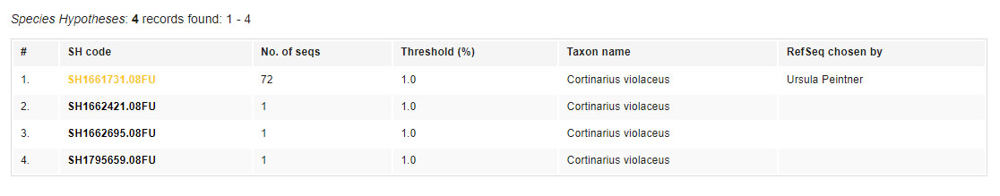 Species Hypotheses: 4 records found: 1 - 4
# SH code No. of seqs Threshold (%) Taxon name RefSeq chosen by
1. SH1661731.08FU 72 1.0 Cortinarius violaceus Ursula Peintner
2. SH1662421.08FU 1 1.0 Cortinarius violaceus
3. SH1662695.08FU 1 1.0 Cortinarius violaceus
4. SH1795659.08FU 1 1.0 Cortinarius violaceus